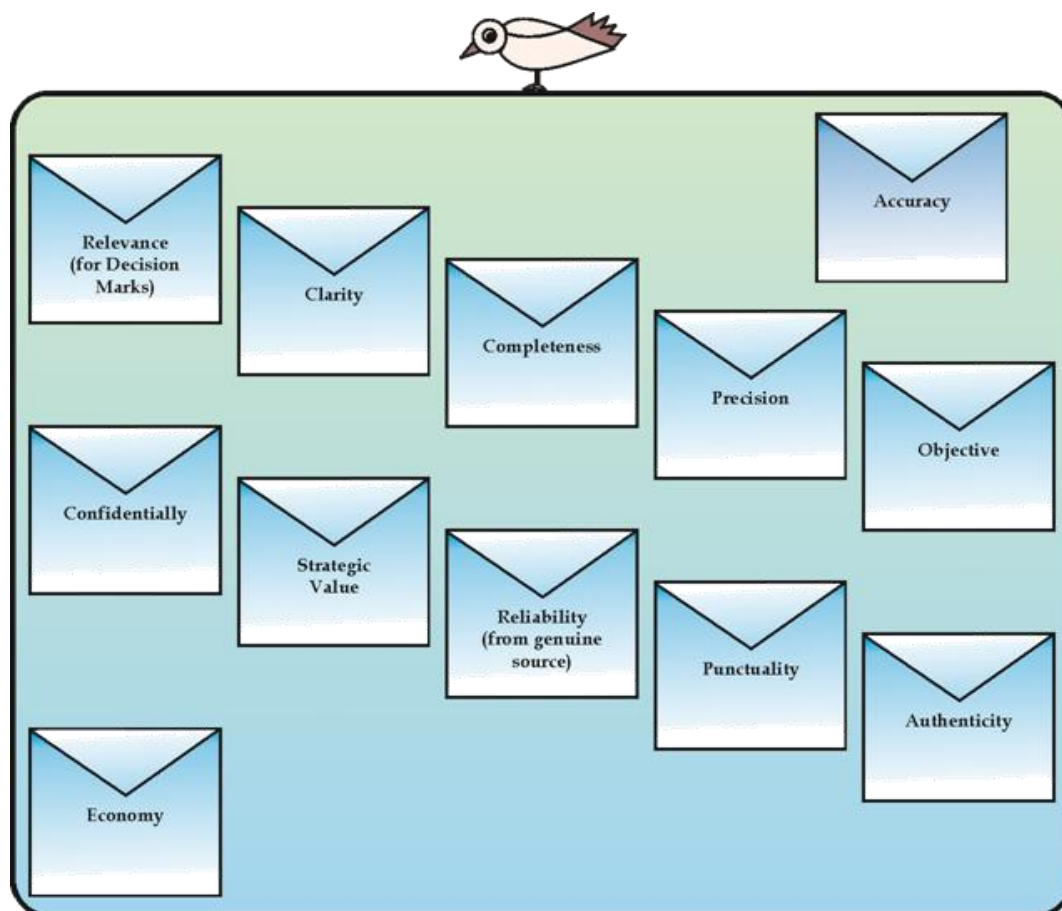 Accuracy
Relevance
(for Decision
Marks)
Clarity
Completeness
Precision
Objective
Confidentially
Strategic
Value
Reliability
(from genuine
source)
Punctuality
Authenticity
Economy